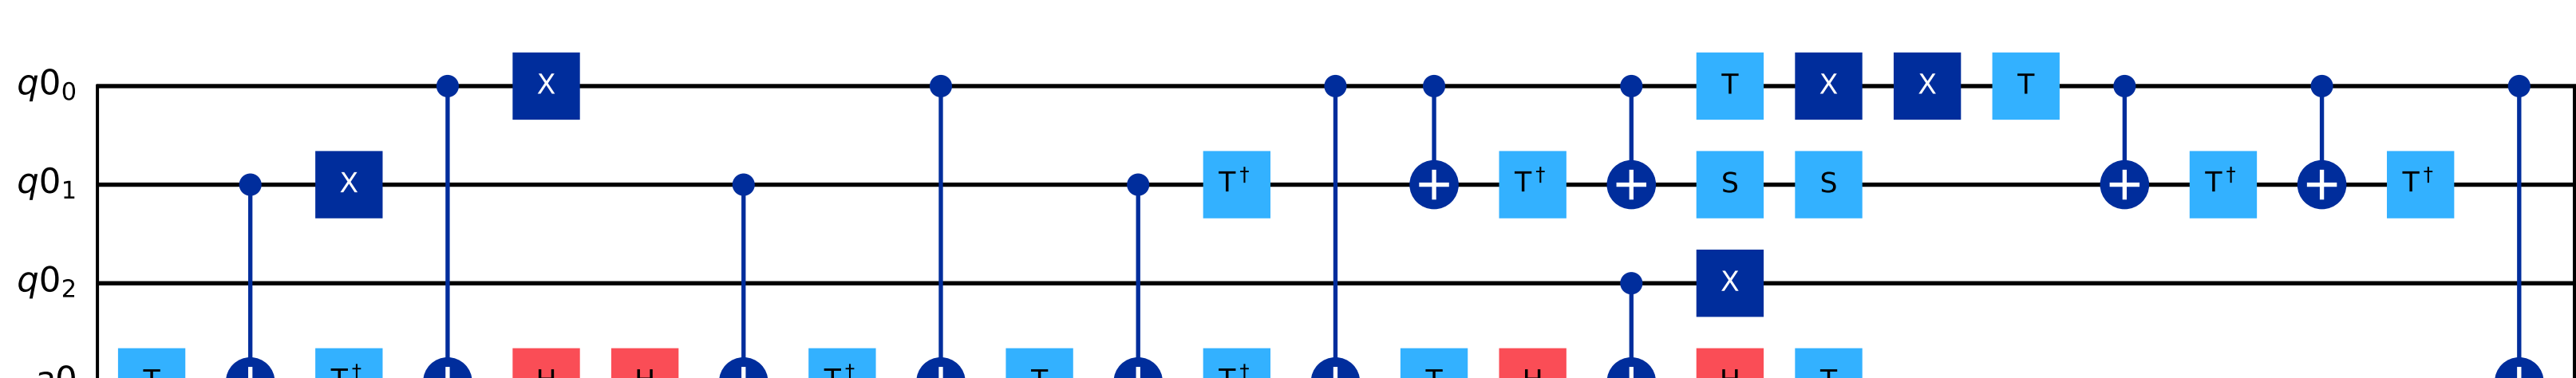 q0₀ X T X X T
q0₁ X T† T† S S T† T†
q0₂ X
T T† H H T† T T† T H H T